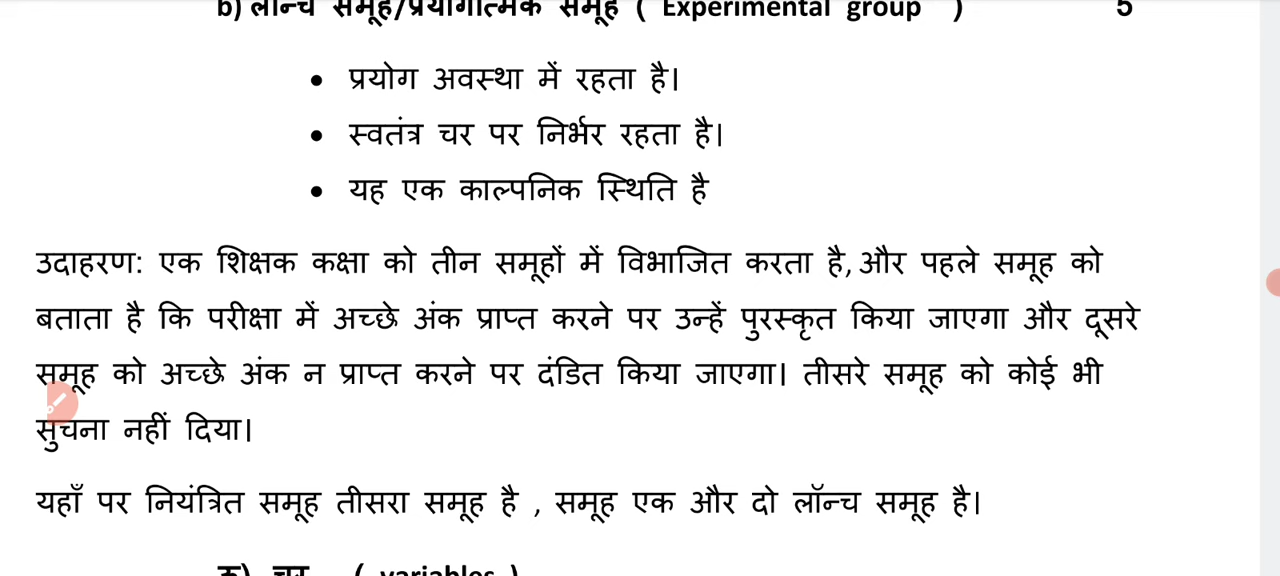 b) लॉन्च समूह/प्रयोगात्मक समूह ( Experimental group ) 5
• प्रयोग अवस्था में रहता है।
• स्वतंत्र चर पर निर्भर रहता है।
• यह एक काल्पनिक स्थिति है
उदाहरण: एक शिक्षक कक्षा को तीन समूहों में विभाजित करता है, और पहले समूह को
बताता है कि परीक्षा में अच्छे अंक प्राप्त करने पर उन्हें पुरस्कृत किया जाएगा और दूसरे
समूह को अच्छे अंक न प्राप्त करने पर दंडित किया जाएगा। तीसरे समूह को कोई भी
सुचना नहीं दिया।
यहाँ पर नियंत्रित समूह तीसरा समूह है , समूह एक और दो लॉन्च समूह है।
चर ( variables )